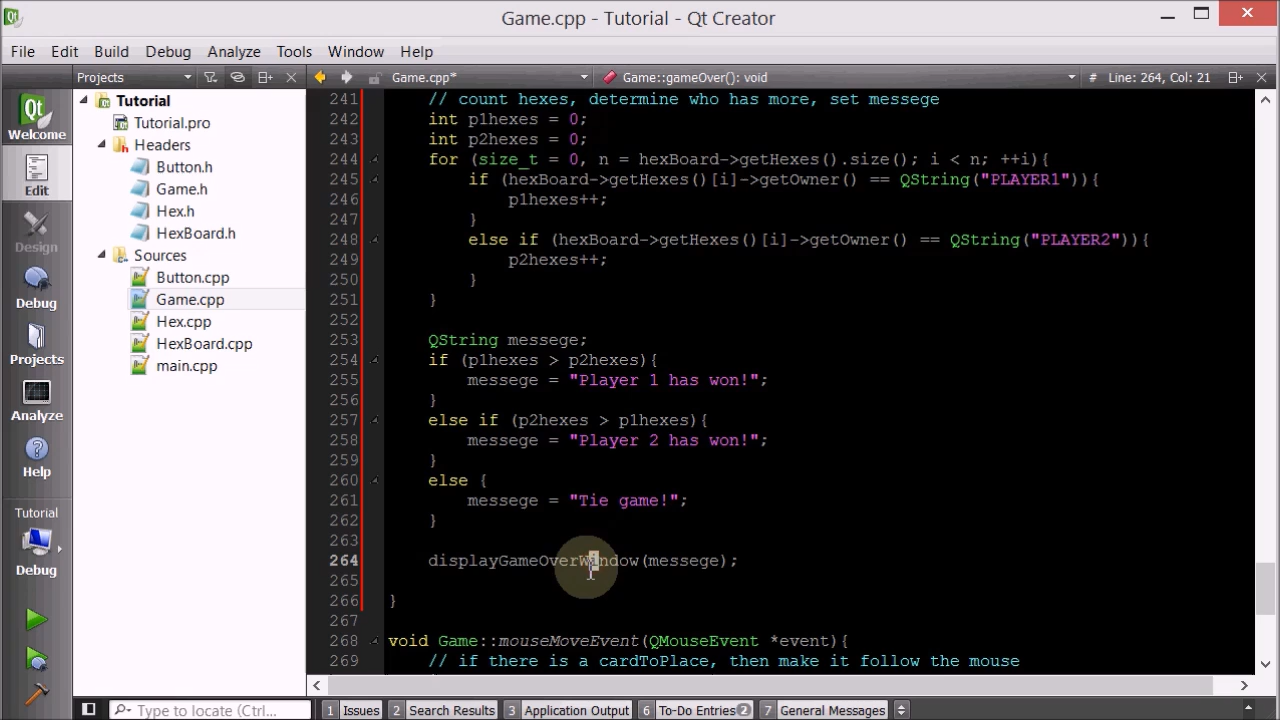 Game.cpp - Tutorial - Qt Creator
File Edit Build Debug Analyze Tools Window Help
Projects
Game.cpp*
Game::gameOver(): void
# Line: 264, Col: 21
Welcome
Edit
Design
Debug
Projects
Analyze
Help
Tutorial
Debug
Tutorial
Tutorial.pro
Headers
Button.h
Game.h
Hex.h
HexBoard.h
Sources
Button.cpp
Game.cpp
Hex.cpp
HexBoard.cpp
main.cpp
241 // count hexes, determine who has more, set messege
242 int p1hexes = 0;
243 int p2hexes = 0;
244 for (size_t = 0, n = hexBoard->getHexes().size(); i < n; ++i){
245 if (hexBoard->getHexes()[i]->getOwner() == QString("PLAYER1")){
246 p1hexes++;
247 }
248 else if (hexBoard->getHexes()[i]->getOwner() == QString("PLAYER2")){
249 p2hexes++;
250 }
251 }
252
253 QString messege;
254 if (p1hexes > p2hexes){
255 messege = "Player 1 has won!";
256 }
257 else if (p2hexes > p1hexes){
258 messege = "Player 2 has won!";
259 }
260 else {
261 messege = "Tie game!";
262 }
263
264 displayGameOverWindow(messege);
265
266 }
267
268 void Game::mouseMoveEvent(QMouseEvent *event){
269 // if there is a cardToPlace, then make it follow the mouse
Type to locate (Ctrl...
1 Issues
2 Search Results
3 Application Output
6 To-Do Entries 2
7 General Messages